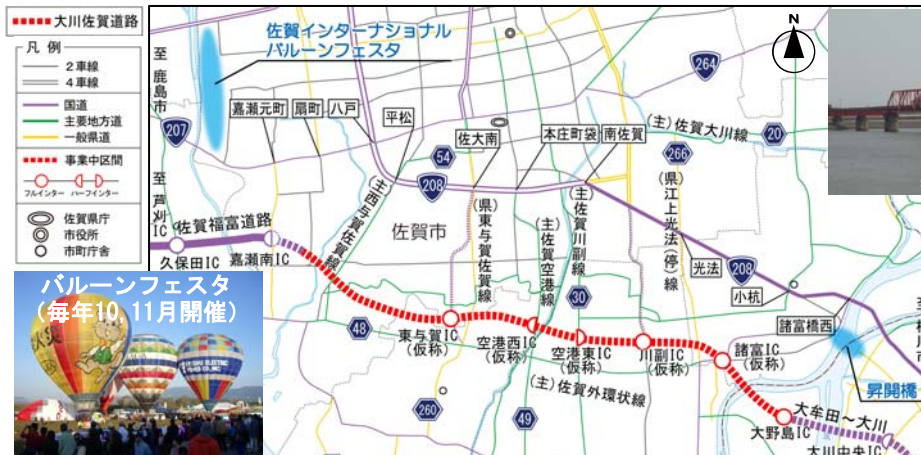 大川佐賀道路
凡 例
２車線
４車線
国道
主要地方道
一般県道
事業中区間
フルインター
ハーフインター
佐賀県庁
市役所
市町庁舎
佐賀インターナショナル
バルーンフェスタ
N
至 鹿島市
207
264
嘉瀬元町
扇町
八戸
平松
佐大南
本庄町袋
南佐賀
(主)佐賀大川線
20
54
266
208
至 芦刈IC
佐賀福富道路
久保田IC
嘉瀬南IC
(主)西与賀佐賀線
佐賀市
(県)東与賀佐賀線
(主)佐賀空港線
(主)佐賀川副線
(県)江上光法(停)線
光法
208
小杭
諸富橋西
30
48
東与賀IC
(仮称)
空港西IC
(仮称)
空港東IC
(仮称)
川副IC
(仮称)
諸富IC
(仮称)
昇開橋
(主)佐賀外環状線
260
49
大野島IC
大牟田～大川
大川中央IC
バルーンフェスタ
(毎年10,11月開催)